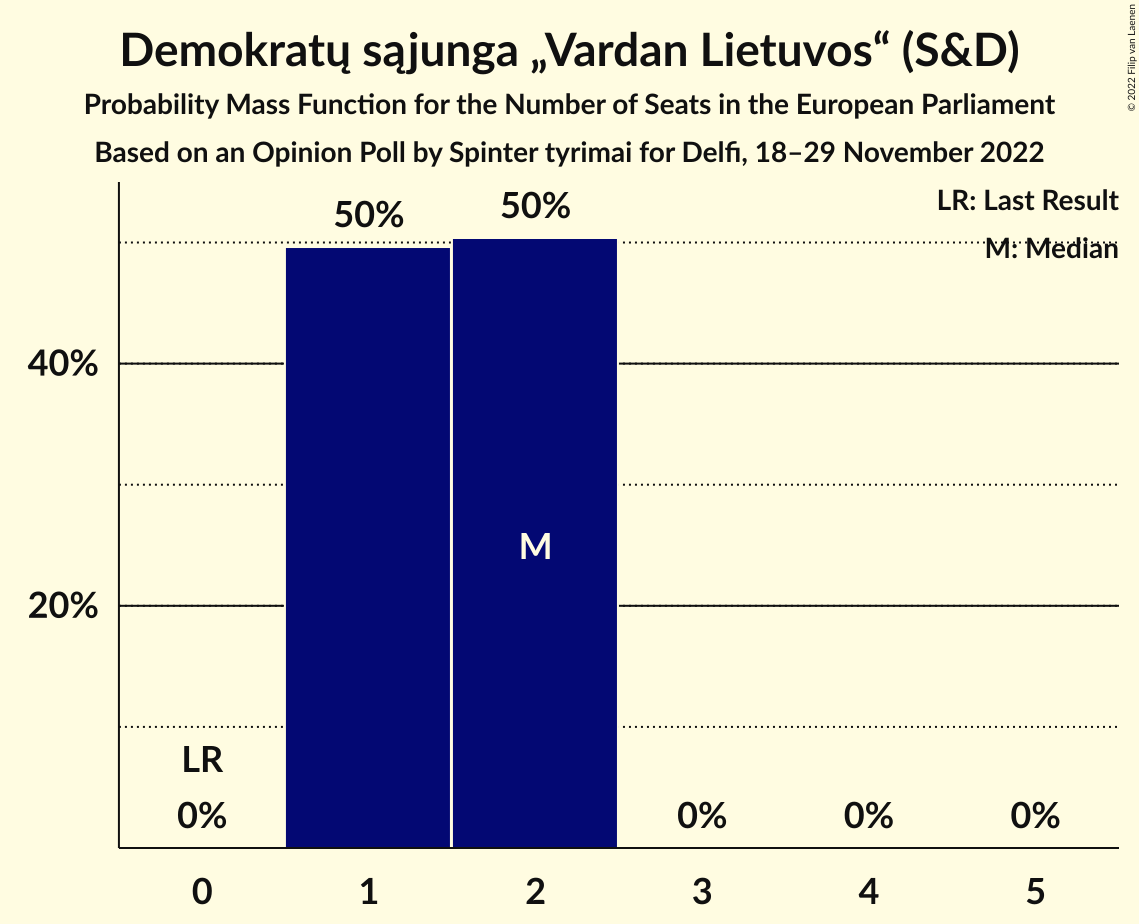 Demokratų sąjunga „Vardan Lietuvos“ (S&D)
Probability Mass Function for the Number of Seats in the European Parliament
Based on an Opinion Poll by Spinter tyrimai for Delfi, 18–29 November 2022
© 2022 Filip van Laenen
LR: Last Result
M: Median
50%
50%
40%
20%
M
LR
0%
0%
0%
0%
0
1
2
3
4
5